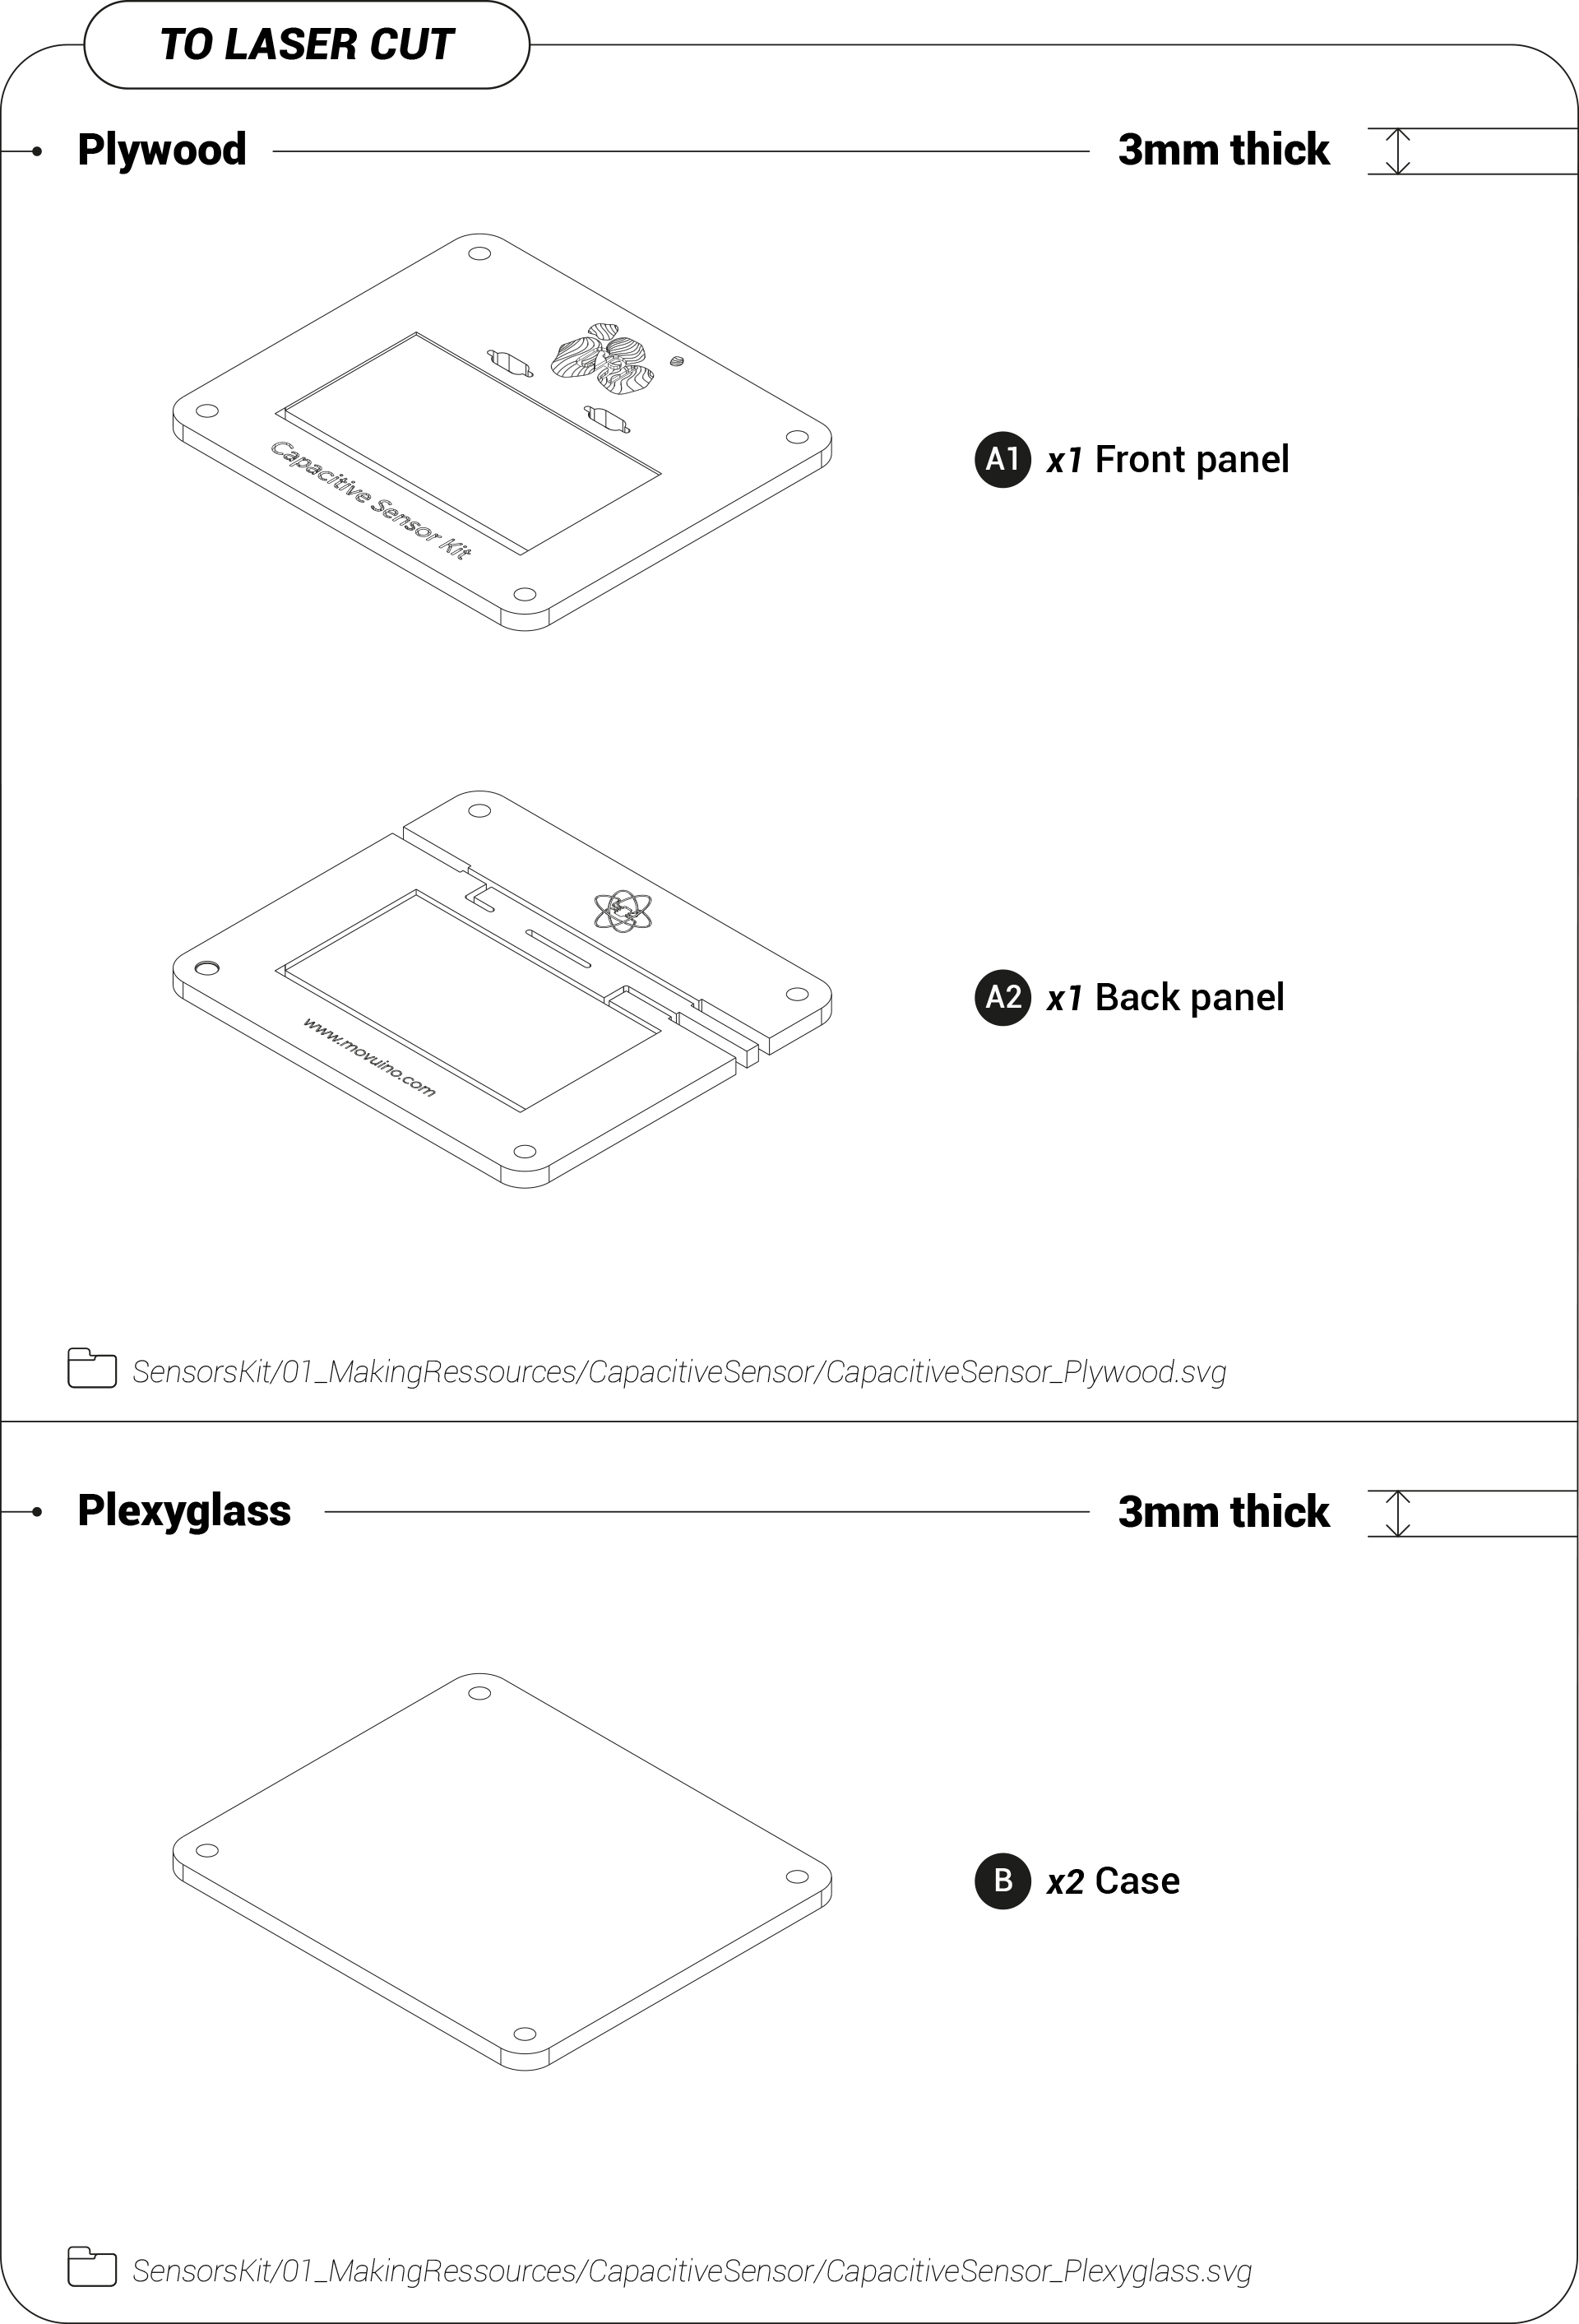 TO LASER CUT
Plywood
3mm thick
Capacitive Sensor Kit
A1 x1 Front panel
A2 x1 Back panel
www.movuino.com
SensorsKit/01_MakingRessources/CapacitiveSensor/CapacitiveSensor_Plywood.svg
Plexyglass
3mm thick
B x2 Case
SensorsKit/01_MakingRessources/CapacitiveSensor/CapacitiveSensor_Plexyglass.svg